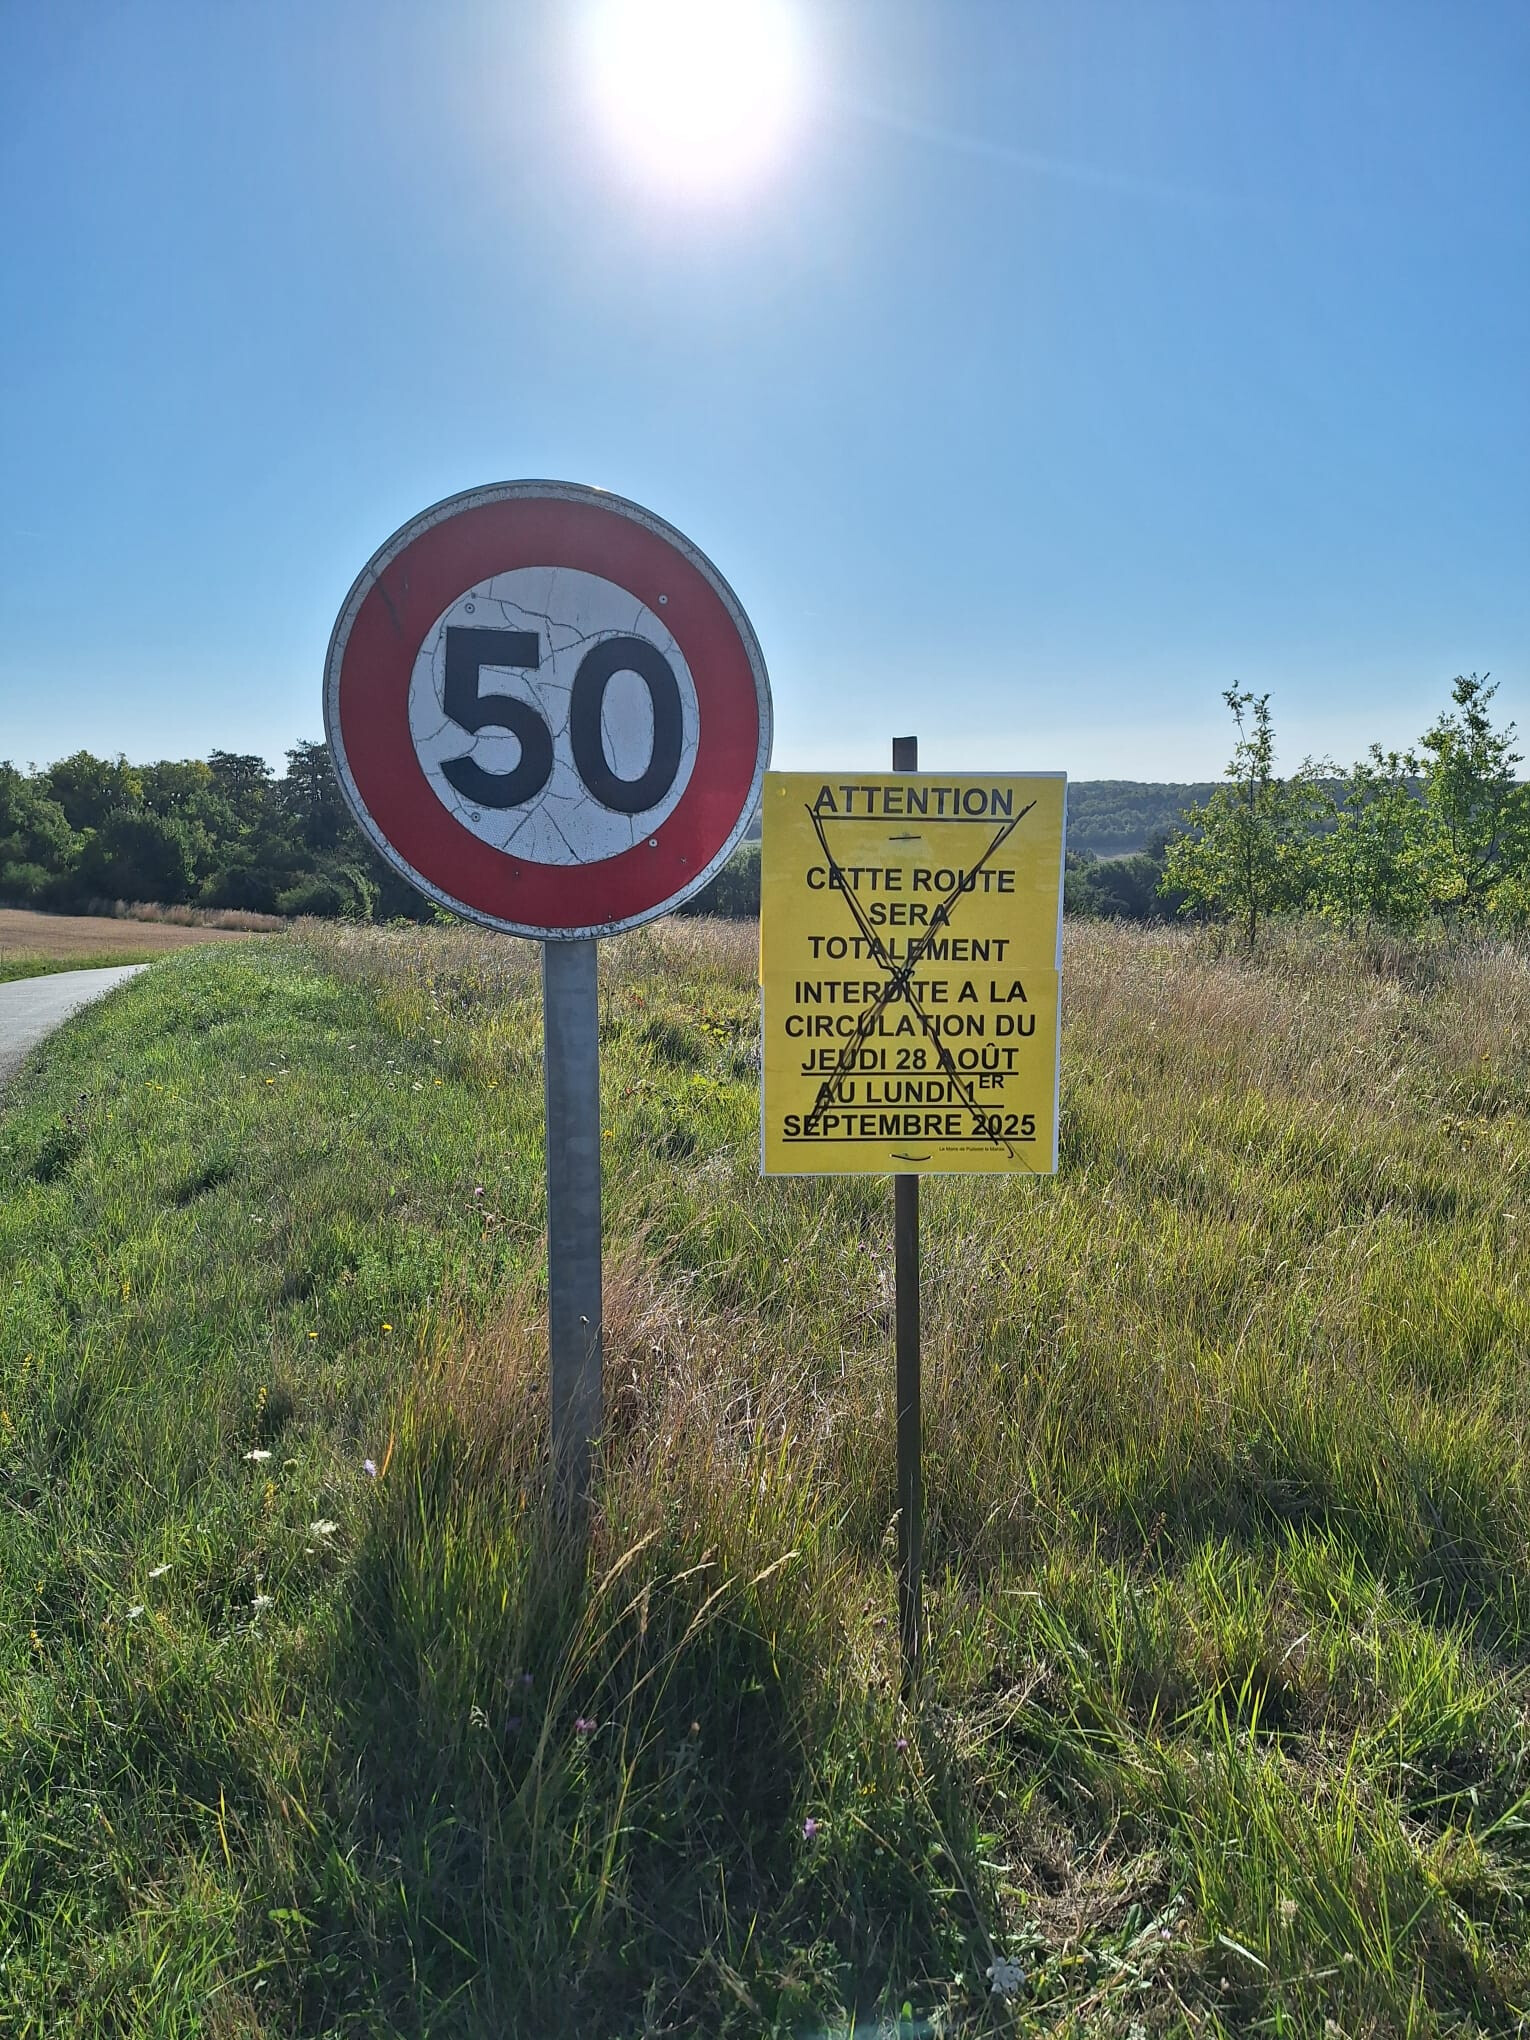 50
ATTENTION
CETTE ROUTE
SERA
TOTALEMENT
INTERDITE A LA
CIRCULATION DU
JEUDI 28 AOÛT
AU LUNDI 1ER
SEPTEMBRE 2025